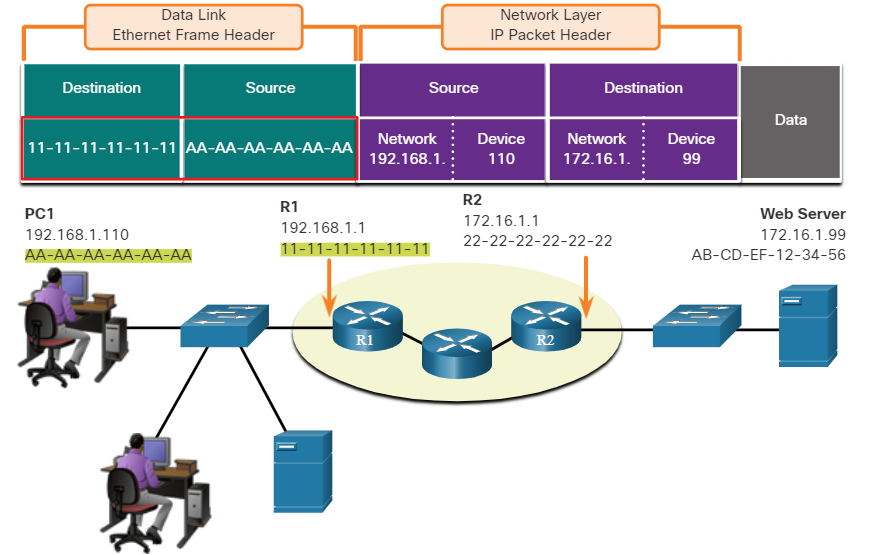 Data Link
Ethernet Frame Header
Network Layer
IP Packet Header
Destination
Source
Source
Destination
Data
11-11-11-11-11-11
AA-AA-AA-AA-AA-AA
Network
192.168.1.
Device
110
Network
172.16.1.
Device
99
PC1
192.168.1.110
AA-AA-AA-AA-AA-AA
R1
192.168.1.1
11-11-11-11-11-11
R2
172.16.1.1
22-22-22-22-22-22
Web Server
172.16.1.99
AB-CD-EF-12-34-56
R1
R2